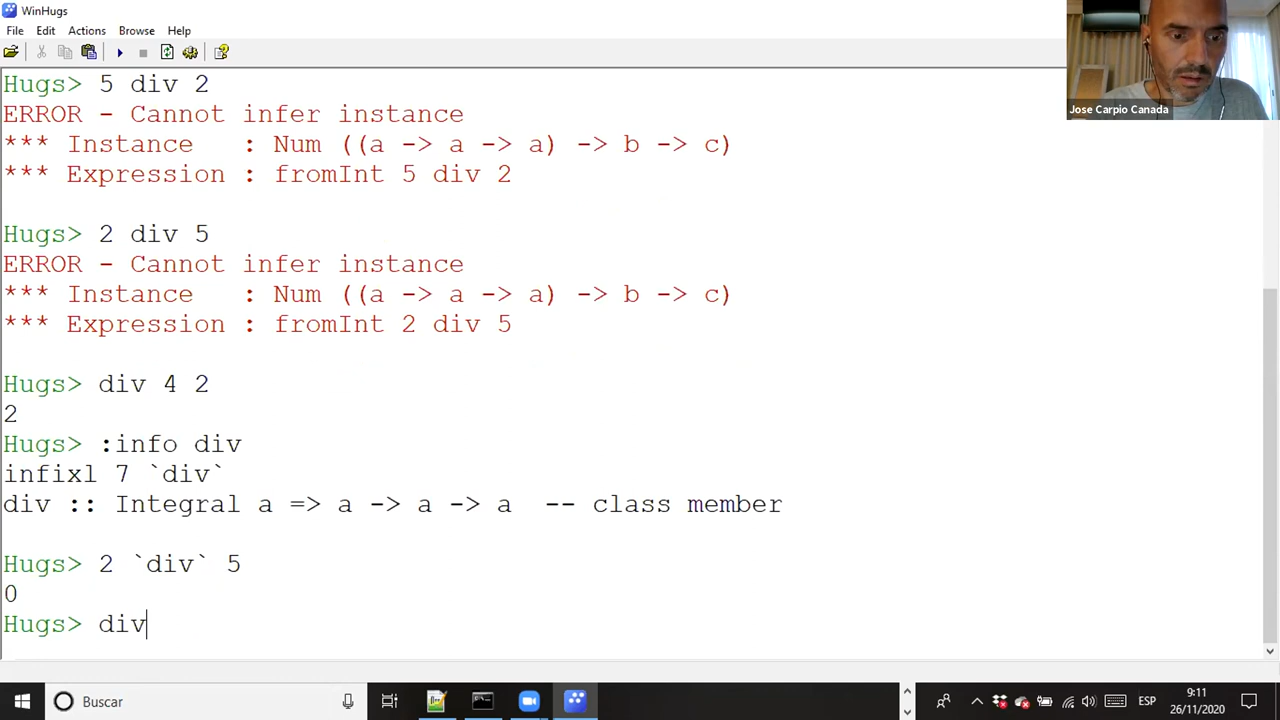 WinHugs
File Edit Actions Browse Help
Hugs> 5 div 2
ERROR - Cannot infer instance
*** Instance   : Num ((a -> a -> a) -> b -> c)
*** Expression : fromInt 5 div 2
Hugs> 2 div 5
ERROR - Cannot infer instance
*** Instance   : Num ((a -> a -> a) -> b -> c)
*** Expression : fromInt 2 div 5
Hugs> div 4 2
2
Hugs> :info div
infixl 7 `div`
div :: Integral a => a -> a -> a  -- class member
Hugs> 2 `div` 5
0
Hugs> div
Jose Carpio Canada
Buscar
ESP
9:11
26/11/2020